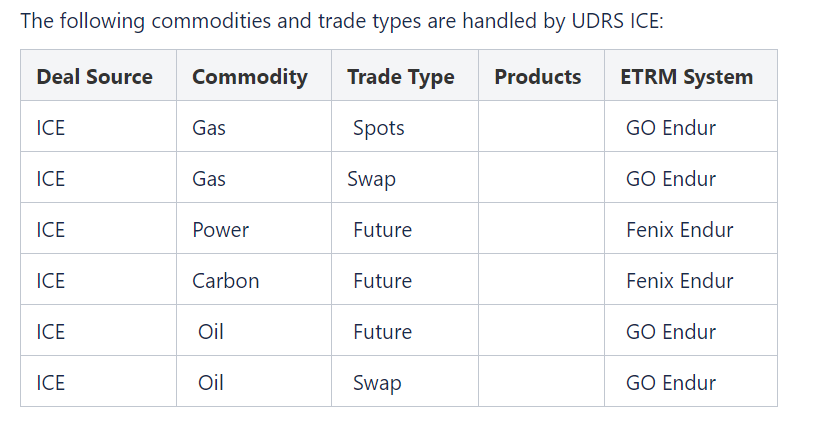 The following commodities and trade types are handled by UDRS ICE:
Deal Source Commodity Trade Type Products ETRM System
ICE Gas Spots GO Endur
ICE Gas Swap GO Endur
ICE Power Future Fenix Endur
ICE Carbon Future Fenix Endur
ICE Oil Future GO Endur
ICE Oil Swap GO Endur